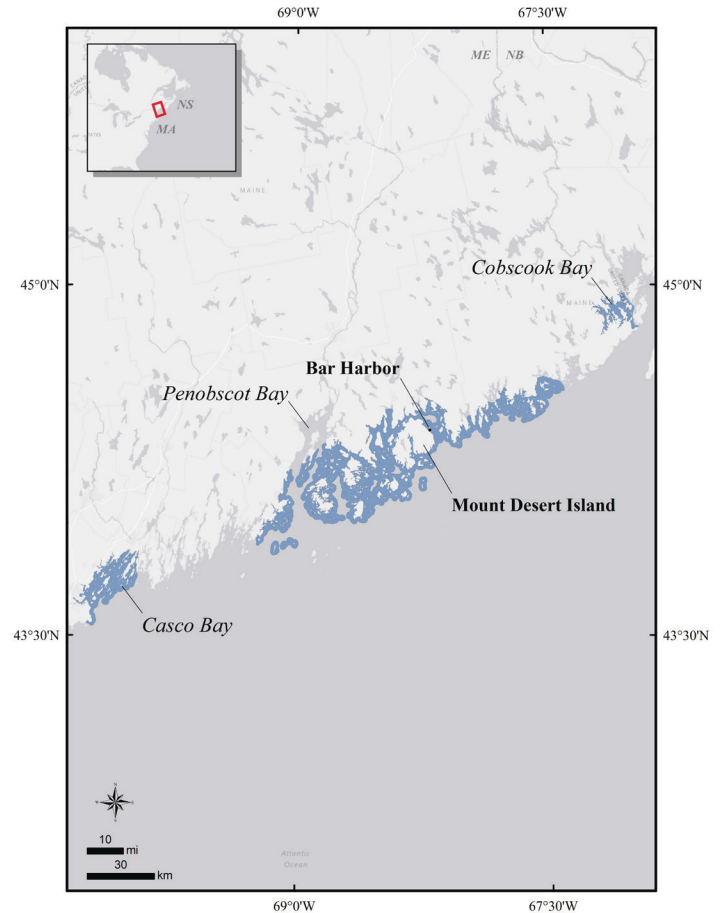 69°0'W
67°30'W
ME
NB
NS
MA
MAINE
Cobscook Bay
45°0'N
45°0'N
MAINE
Bar Harbor
Penobscot Bay
Mount Desert Island
Casco Bay
43°30'N
43°30'N
N
10
mi
30
km
Atlantic
Ocean
69°0'W
67°30'W